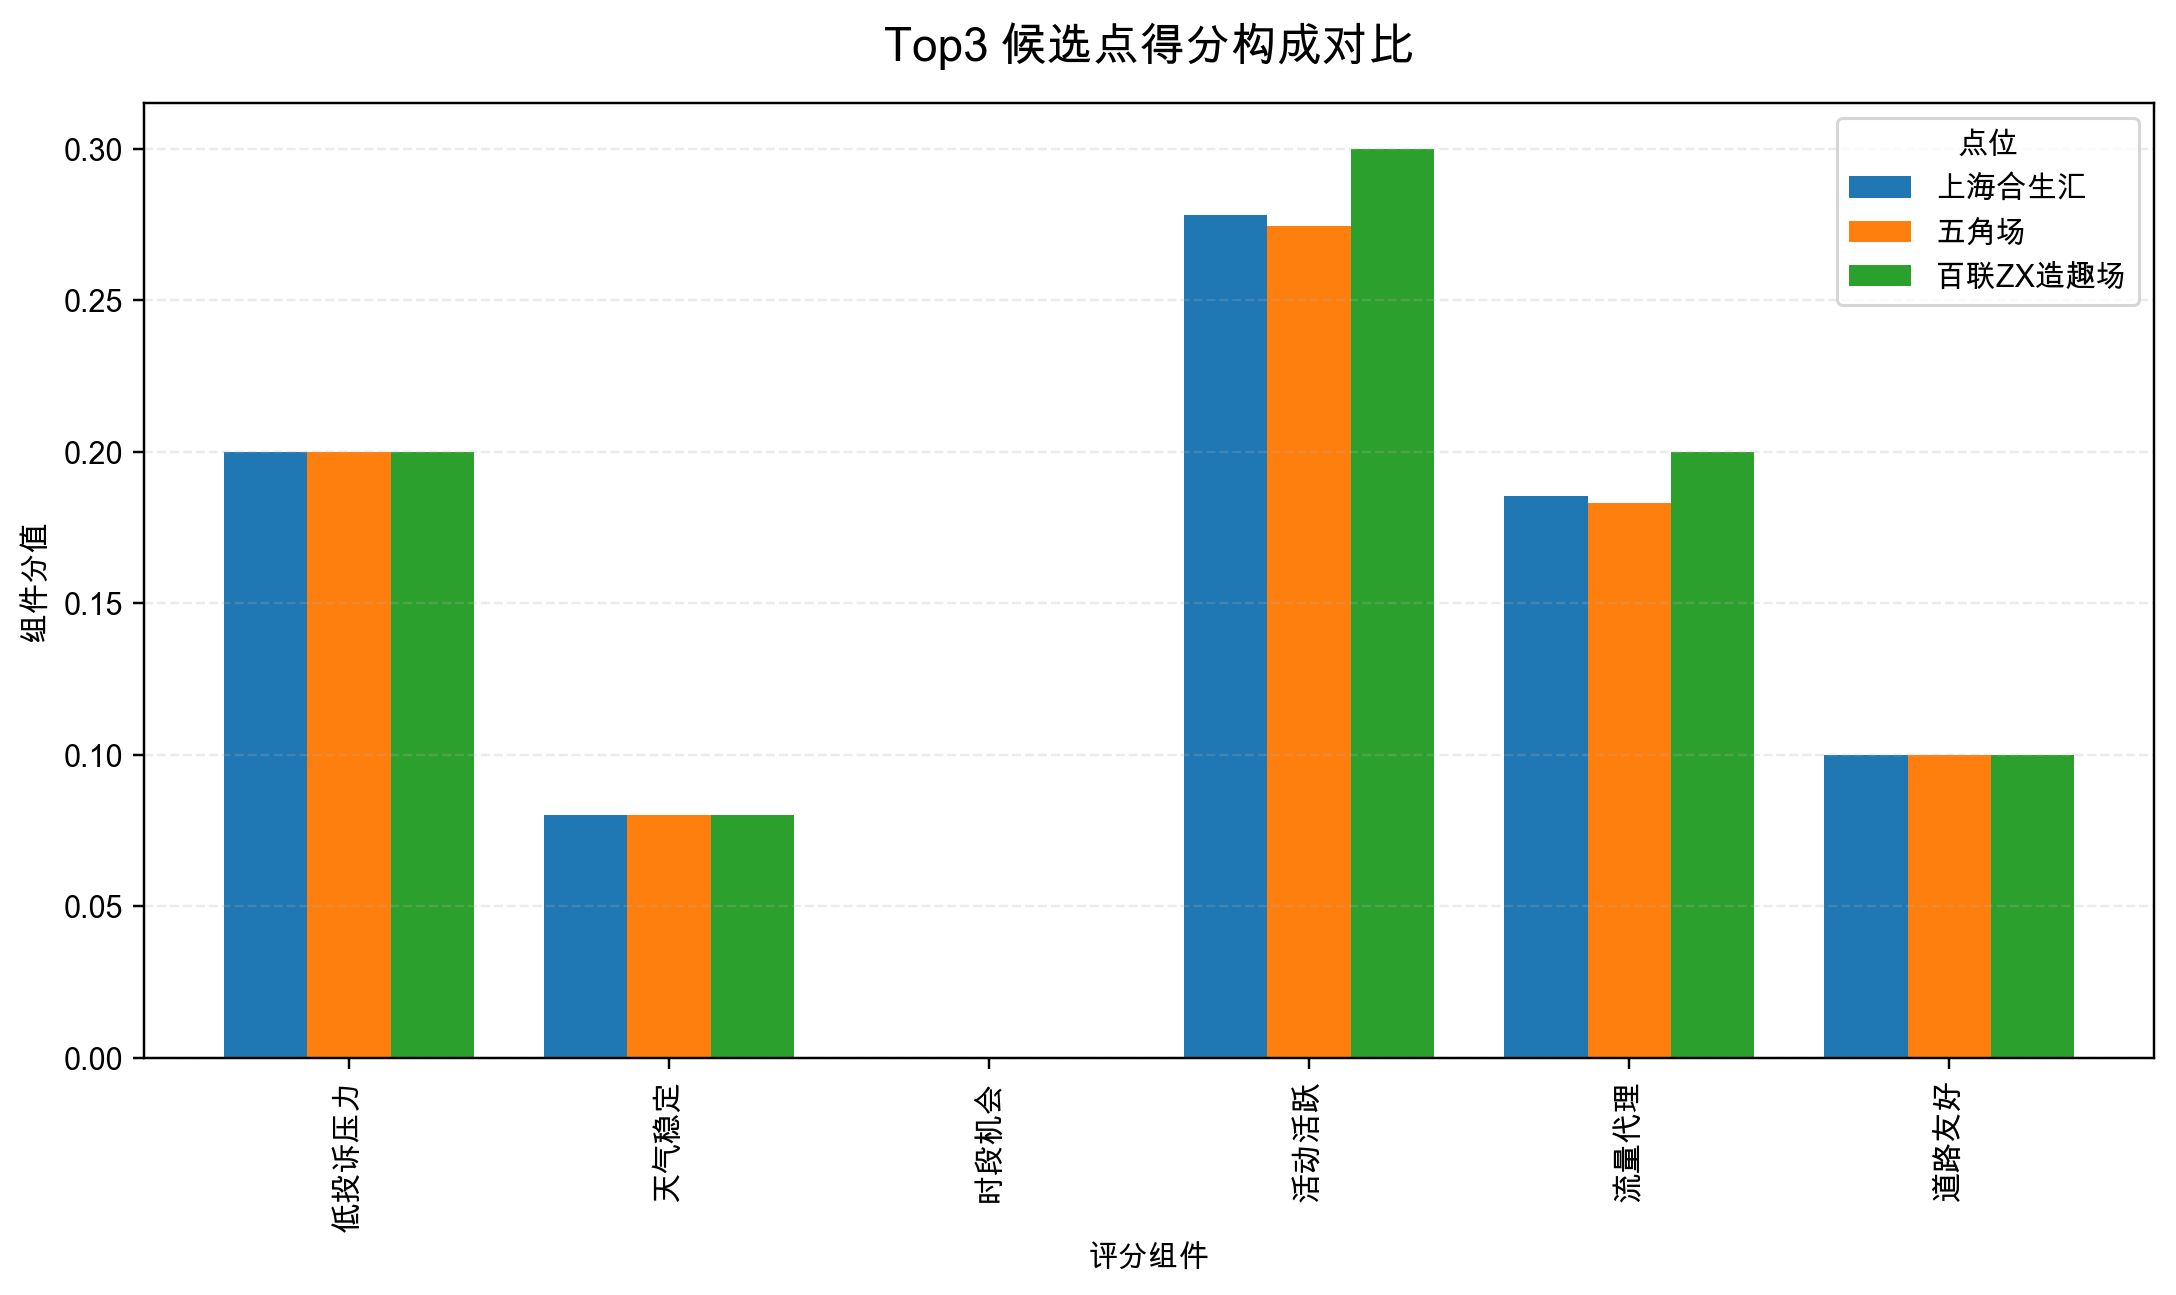 Top3 候选点得分构成对比
点位
上海合生汇
五角场
百联ZX造趣场
组件分值
0.30
0.25
0.20
0.15
0.10
0.05
0.00
低投诉压力
天气稳定
时段机会
活动活跃
流量代理
道路友好
评分组件